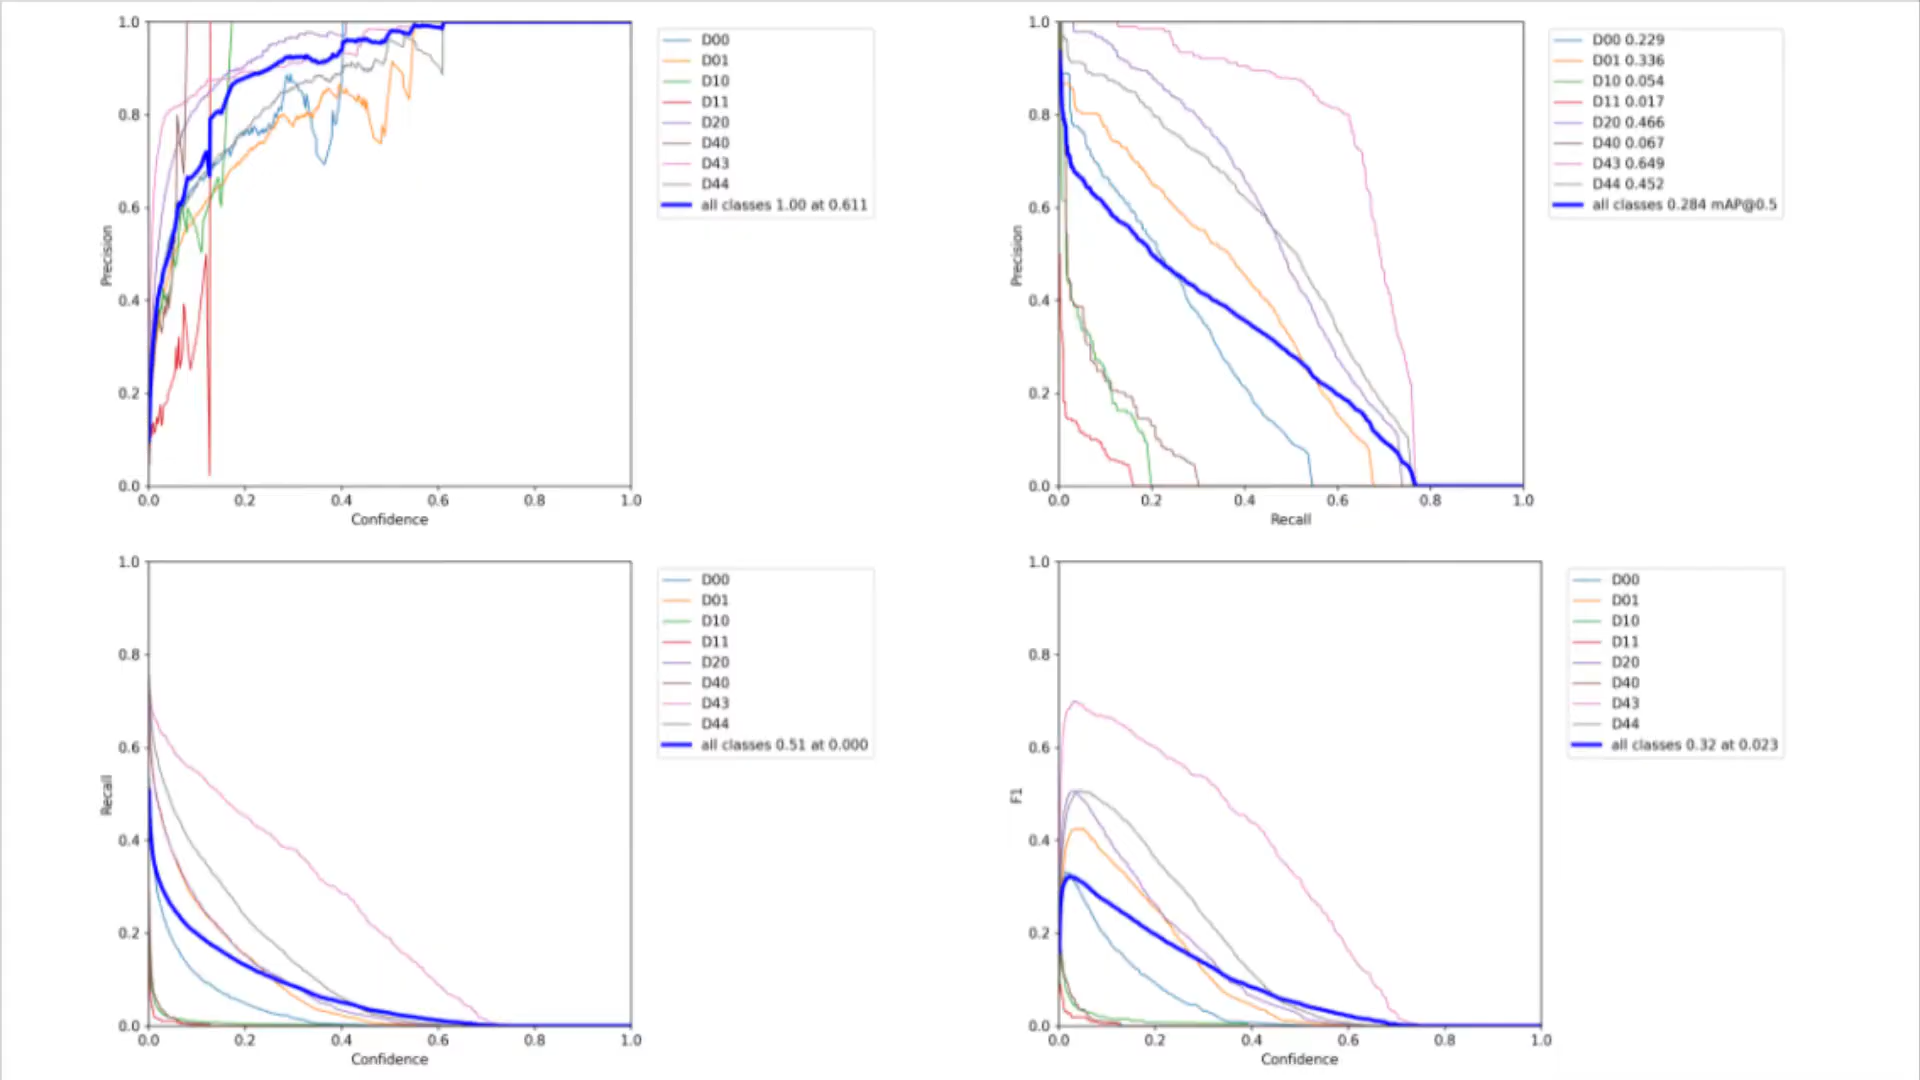 1.0
0.8
0.6
0.4
0.2
0.0
Precision
0.0 0.2 0.4 0.6 0.8 1.0
Confidence
D00
D01
D10
D11
D20
D40
D43
D44
all classes 1.00 at 0.611
1.0
0.8
0.6
0.4
0.2
0.0
Precision
0.0 0.2 0.4 0.6 0.8 1.0
Recall
D00 0.229
D01 0.336
D10 0.054
D11 0.017
D20 0.466
D40 0.067
D43 0.649
D44 0.452
all classes 0.284 mAP@0.5
1.0
0.8
0.6
0.4
0.2
0.0
Recall
0.0 0.2 0.4 0.6 0.8 1.0
Confidence
D00
D01
D10
D11
D20
D40
D43
D44
all classes 0.51 at 0.000
1.0
0.8
0.6
0.4
0.2
0.0
F1
0.0 0.2 0.4 0.6 0.8 1.0
Confidence
D00
D01
D10
D11
D20
D40
D43
D44
all classes 0.32 at 0.023